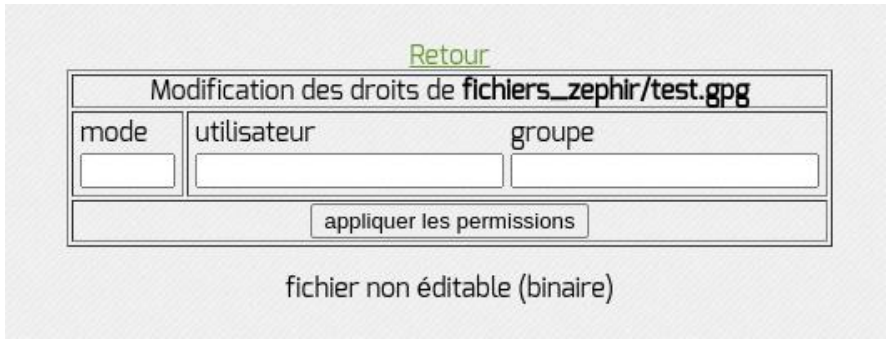 Retour
Modification des droits de fichiers_zephir/test.gpg
mode utilisateur groupe
appliquer les permissions
fichier non éditable (binaire)